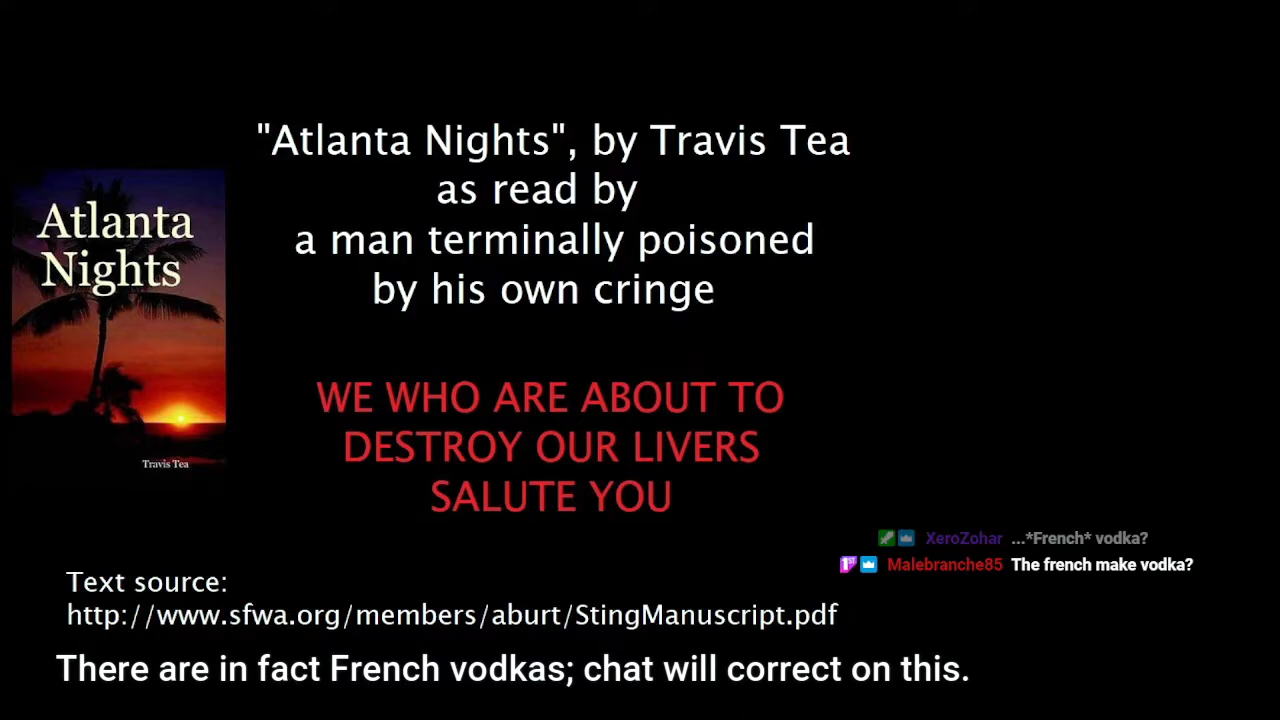 "Atlanta Nights", by Travis Tea
as read by
a man terminally poisoned
by his own cringe
Atlanta
Nights
Travis Tea
WE WHO ARE ABOUT TO
DESTROY OUR LIVERS
SALUTE YOU
XeroZohar ...*French* vodka?
Malebranche85 The french make vodka?
Text source:
http://www.sfwa.org/members/aburt/StingManuscript.pdf
There are in fact French vodkas; chat will correct on this.